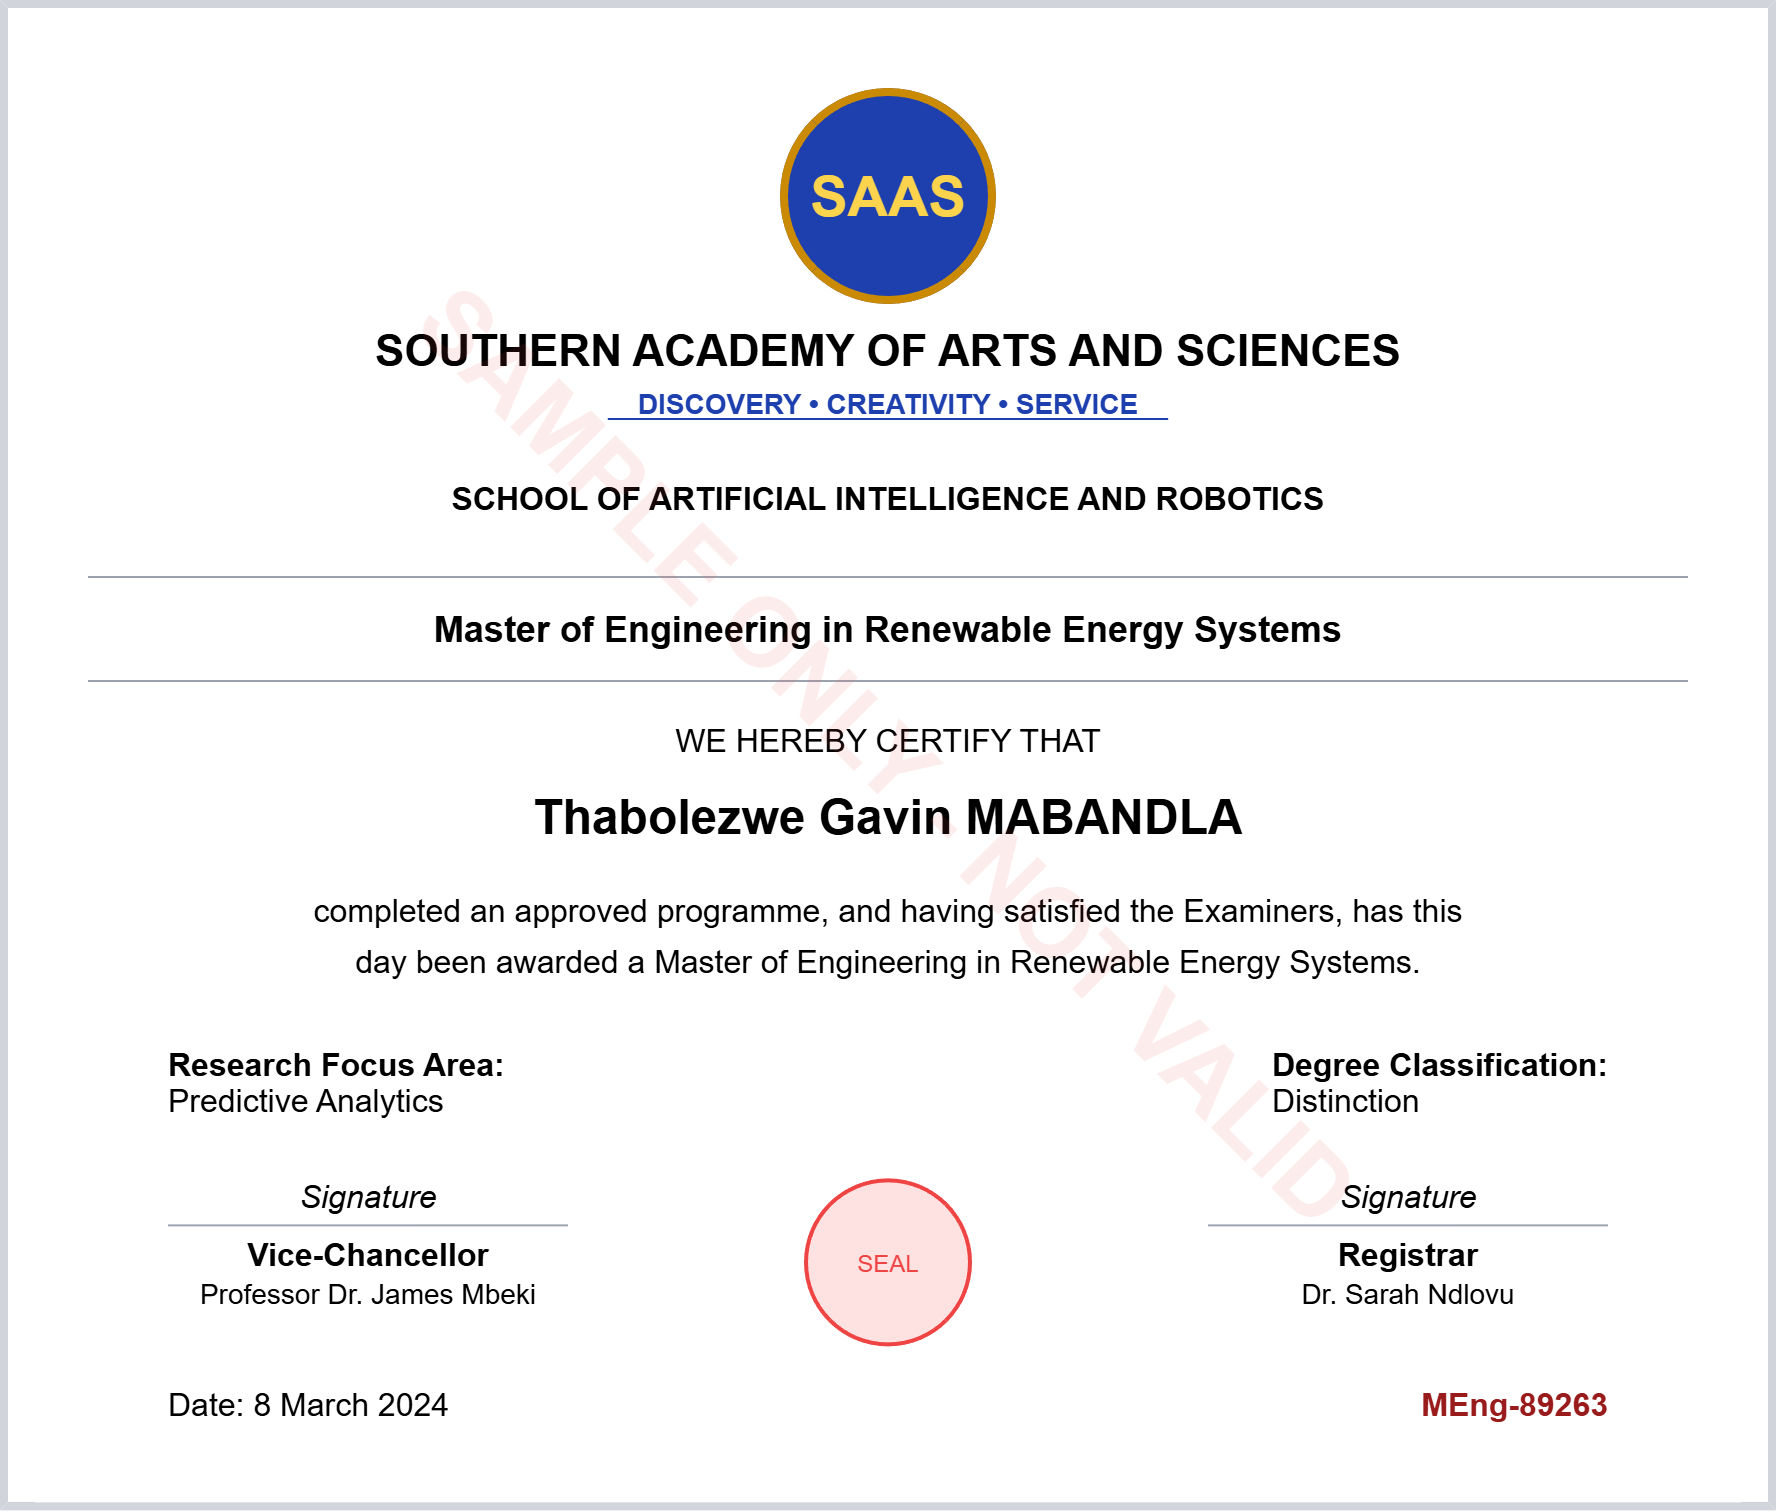 SAAS
SOUTHERN ACADEMY OF ARTS AND SCIENCES
DISCOVERY • CREATIVITY • SERVICE
SCHOOL OF ARTIFICIAL INTELLIGENCE AND ROBOTICS
Master of Engineering in Renewable Energy Systems
WE HEREBY CERTIFY THAT
Thabolezwe Gavin MABANDLA
completed an approved programme, and having satisfied the Examiners, has this
day been awarded a Master of Engineering in Renewable Energy Systems.
Research Focus Area:
Predictive Analytics
Degree Classification:
Distinction
Signature
Vice-Chancellor
Professor Dr. James Mbeki
SEAL
Signature
Registrar
Dr. Sarah Ndlovu
Date: 8 March 2024
MEng-89263
SAMPLE ONLY - NOT VALID